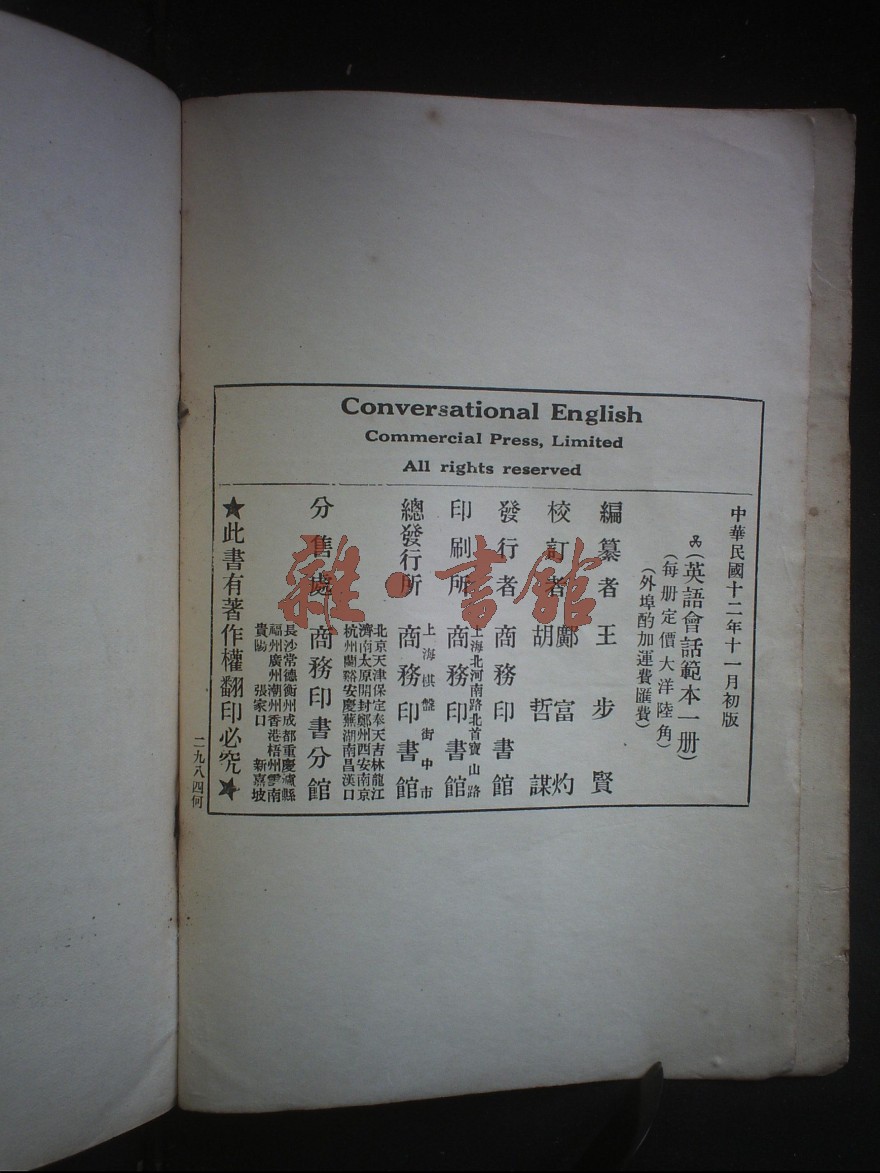 Conversational English
Commercial Press, Limited
All rights reserved
中華民國十二年十一月初版
(英語會話範本一册)
(每册定價大洋陸角)
(外埠酌加運費匯費)
編纂者 王步賢
校訂者 鄺富灼 胡哲謀
發行者 商務印書館
上海北河南路北首寶山路
印刷所 商務印書館
上海棋盤街中市
總發行所 商務印書館
北京天津保定奉天吉林龍江
濟南太原開封鄭州西安南京
杭州蘭谿安慶蕪湖南昌漢口
分售處 商務印書分館
長沙常德衡州成都重慶瀘縣
福州廣州潮州香港梧州雲南
貴陽 張家口 新嘉坡
★此書有著作權翻印必究★
二九八四何
雜·書館